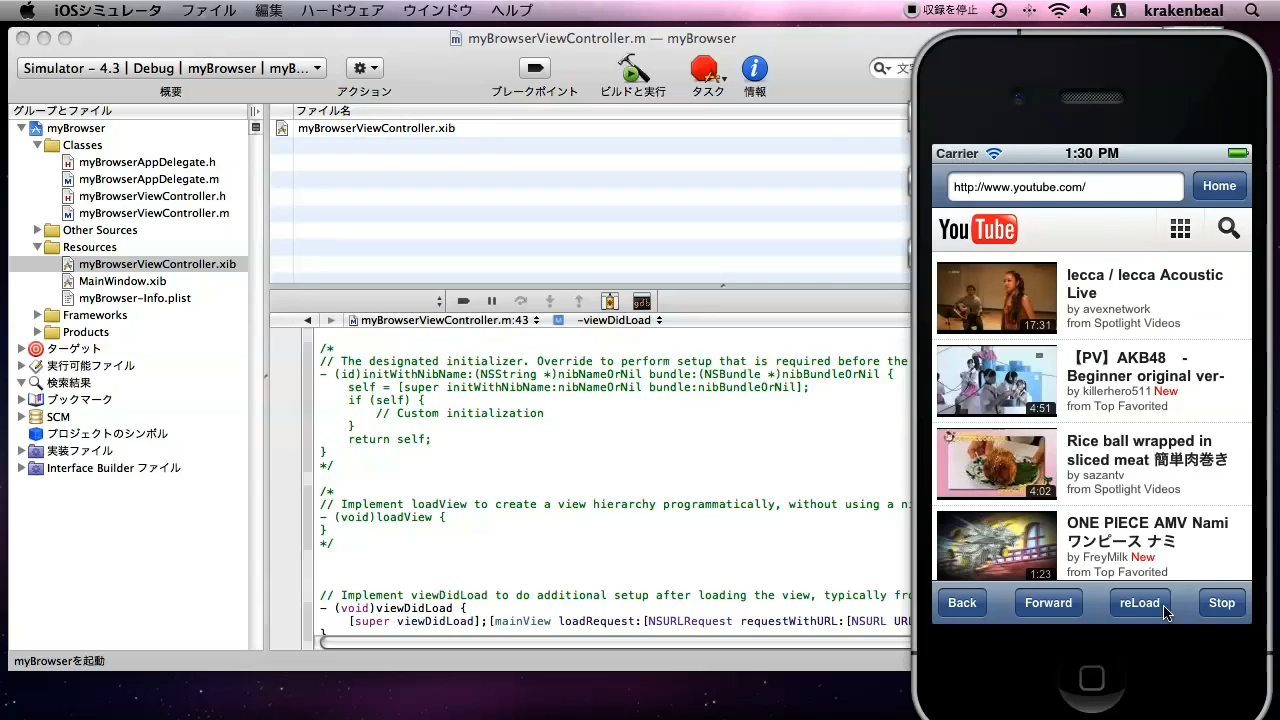 iOSシミュレータ ファイル 編集 ハードウェア ウインドウ ヘルプ 収録を停止 A krakenbeal
myBrowserViewController.m — myBrowser
Simulator - 4.3 | Debug | myBrowser | myB...
概要 アクション ブレークポイント ビルドと実行 タスク 情報
グループとファイル
myBrowser
Classes
myBrowserAppDelegate.h
myBrowserAppDelegate.m
myBrowserViewController.h
myBrowserViewController.m
Other Sources
Resources
myBrowserViewController.xib
MainWindow.xib
myBrowser-Info.plist
Frameworks
Products
ターゲット
実行可能ファイル
検索結果
ブックマーク
SCM
プロジェクトのシンボル
実装ファイル
Interface Builder ファイル
myBrowserを起動
ファイル名
myBrowserViewController.xib
gdb
myBrowserViewController.m:43 -viewDidLoad
/*
// The designated initializer. Override to perform setup that is required before the
- (id)initWithNibName:(NSString *)nibNameOrNil bundle:(NSBundle *)nibBundleOrNil {
self = [super initWithNibName:nibNameOrNil bundle:nibBundleOrNil];
if (self) {
// Custom initialization
}
return self;
}
*/
/*
// Implement loadView to create a view hierarchy programmatically, without using a
- (void)loadView {
}
*/
// Implement viewDidLoad to do additional setup after loading the view, typically
- (void)viewDidLoad {
[super viewDidLoad];[mainView loadRequest:[NSURLRequest requestWithURL:[NSURL
}
Carrier 1:30 PM
http://www.youtube.com/ Home
YouTube
lecca / lecca Acoustic
Live
by avexnetwork
from Spotlight Videos
17:31
【PV】AKB48 -
Beginner original ver-
by killerhero511 New
from Top Favorited
4:51
Rice ball wrapped in
sliced meat 簡単肉巻き
by sazantv
from Spotlight Videos
4:02
ONE PIECE AMV Nami
ワンピース ナミ
by FreyMilk New
from Top Favorited
1:23
Back Forward reLoad Stop